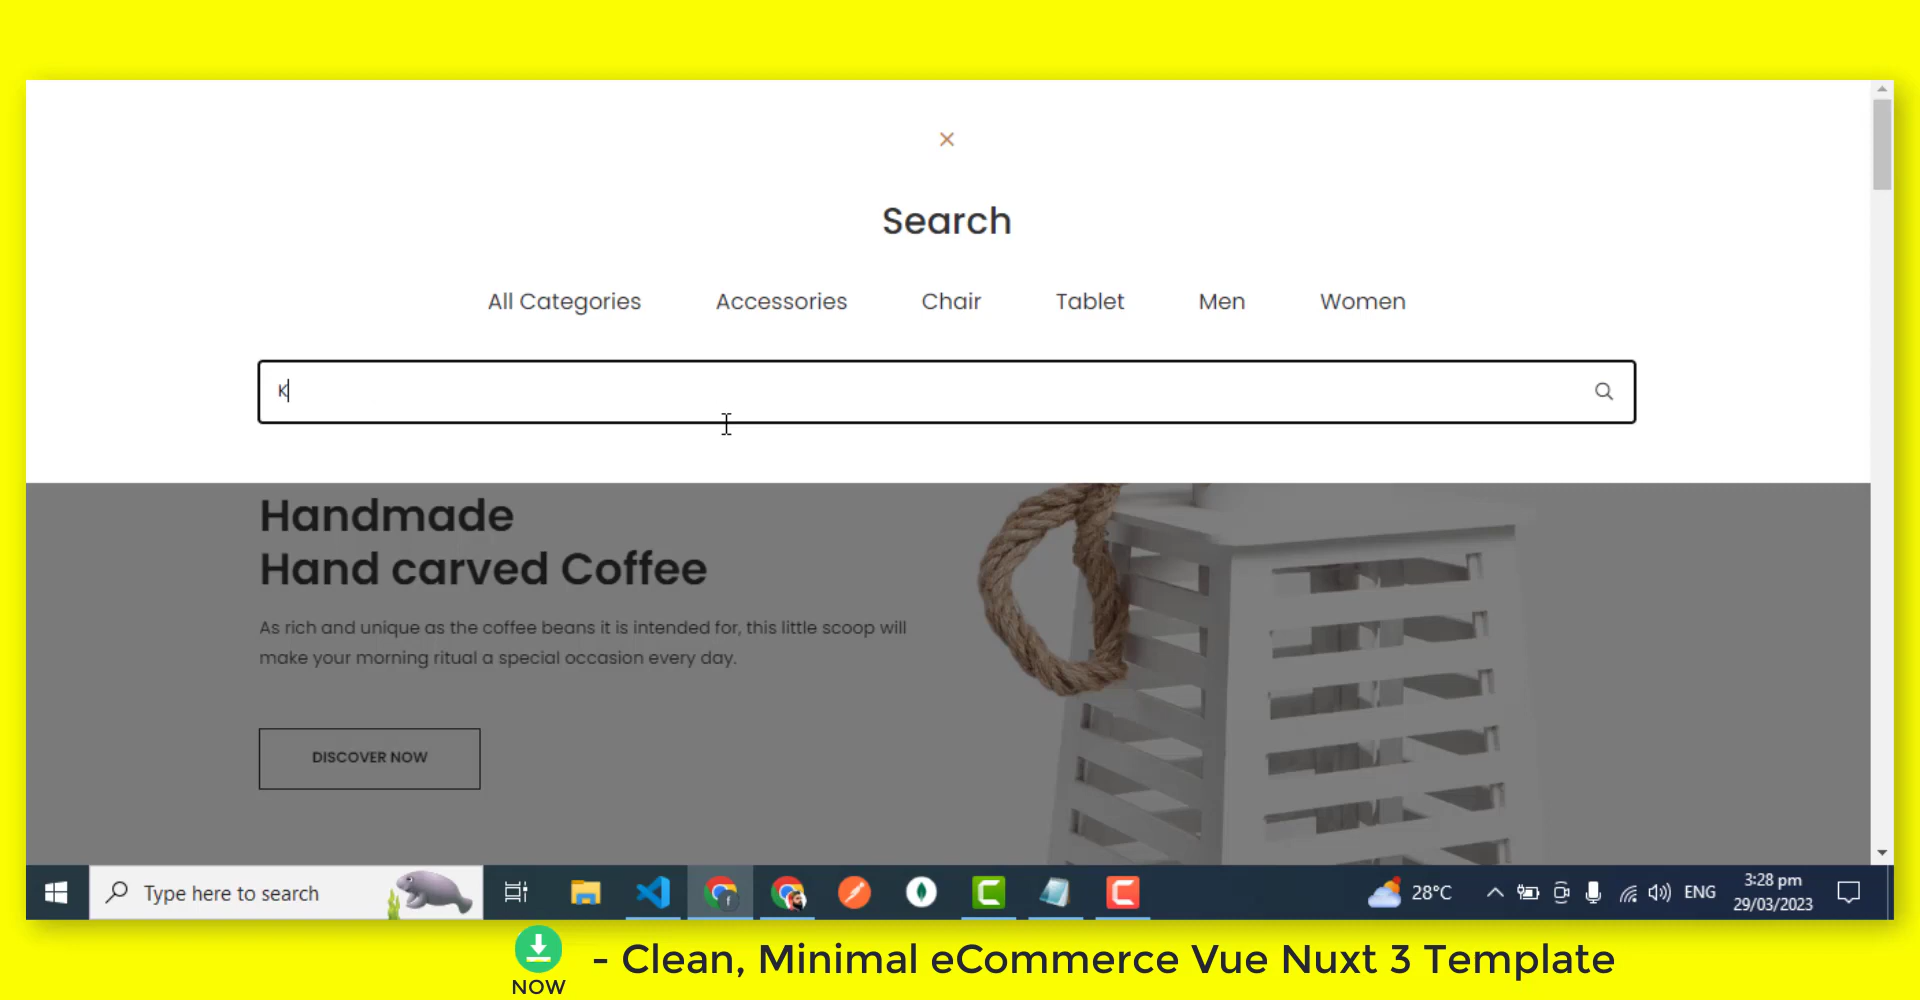 ×
Search
All Categories Accessories Chair Tablet Men Women
K
Handmade
Hand carved Coffee
As rich and unique as the coffee beans it is intended for, this little scoop will
make your morning ritual a special occasion every day.
DISCOVER NOW
Type here to search
28°C
ENG
3:28 pm
29/03/2023
NOW
- Clean, Minimal eCommerce Vue Nuxt 3 Template